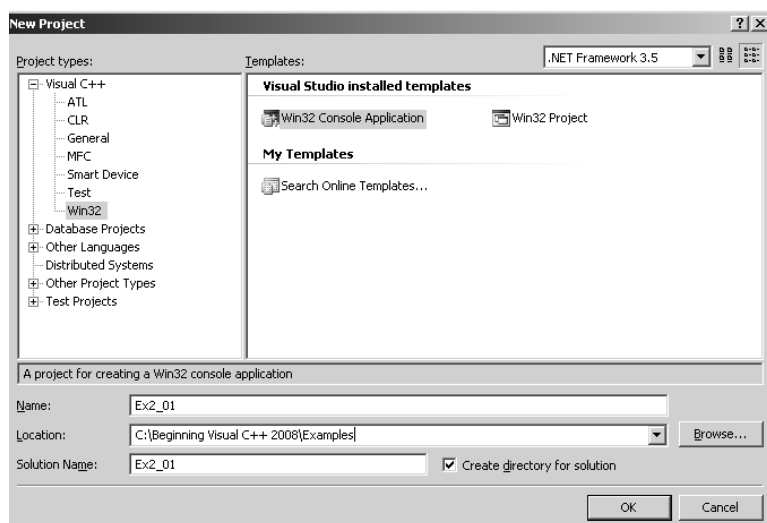 New Project
Project types:
Templates:
.NET Framework 3.5
Visual C++
ATL
CLR
General
MFC
Smart Device
Test
Win32
Database Projects
Other Languages
Distributed Systems
Other Project Types
Test Projects
Visual Studio installed templates
Win32 Console Application
Win32 Project
My Templates
Search Online Templates...
A project for creating a Win32 console application
Name:
Ex2_01
Location:
C:\Beginning Visual C++ 2008\Examples
Browse...
Solution Name:
Ex2_01
Create directory for solution
OK
Cancel